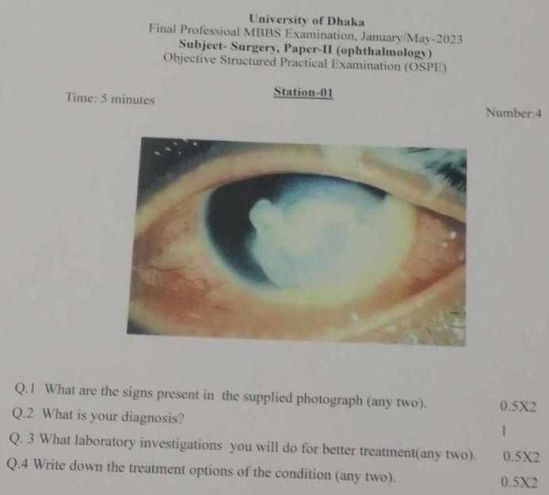 University of Dhaka
Final Professioal MBBS Examination, January/May-2023
Subject- Surgery, Paper-II (ophthalmology)
Objective Structured Practical Examination (OSPE)
Station-01
Time: 5 minutes
Number:4
Q.1 What are the signs present in the supplied photograph (any two). 0.5X2
Q.2 What is your diagnosis? 1
Q. 3 What laboratory investigations you will do for better treatment(any two). 0.5X2
Q.4 Write down the treatment options of the condition (any two). 0.5X2